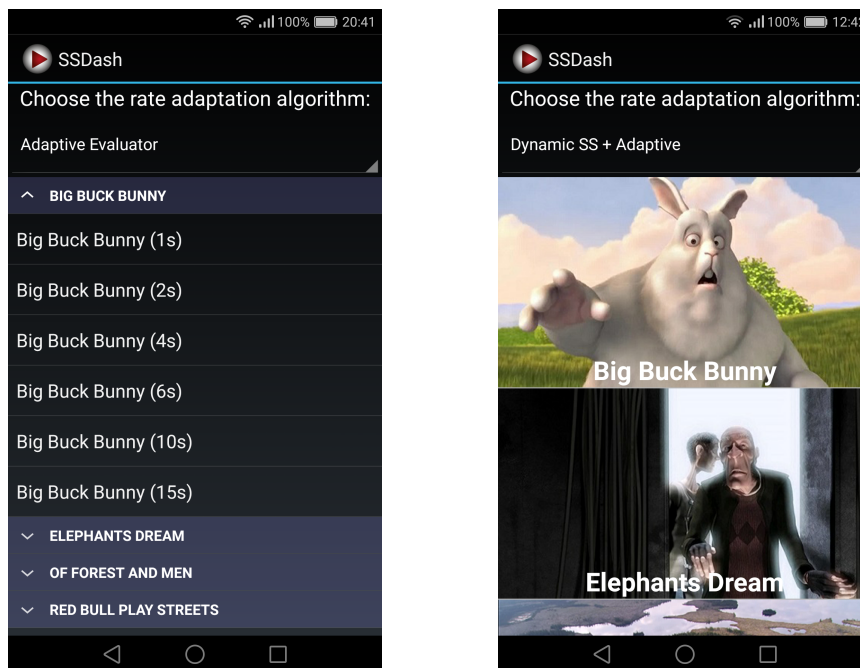 100% 20:41
SSDash
Choose the rate adaptation algorithm:
Adaptive Evaluator
BIG BUCK BUNNY
Big Buck Bunny (1s)
Big Buck Bunny (2s)
Big Buck Bunny (4s)
Big Buck Bunny (6s)
Big Buck Bunny (10s)
Big Buck Bunny (15s)
ELEPHANTS DREAM
OF FOREST AND MEN
RED BULL PLAY STREETS
100%
SSDash
Choose the rate adaptation algorithm:
Dynamic SS + Adaptive
Big Buck Bunny
Elephants Dream